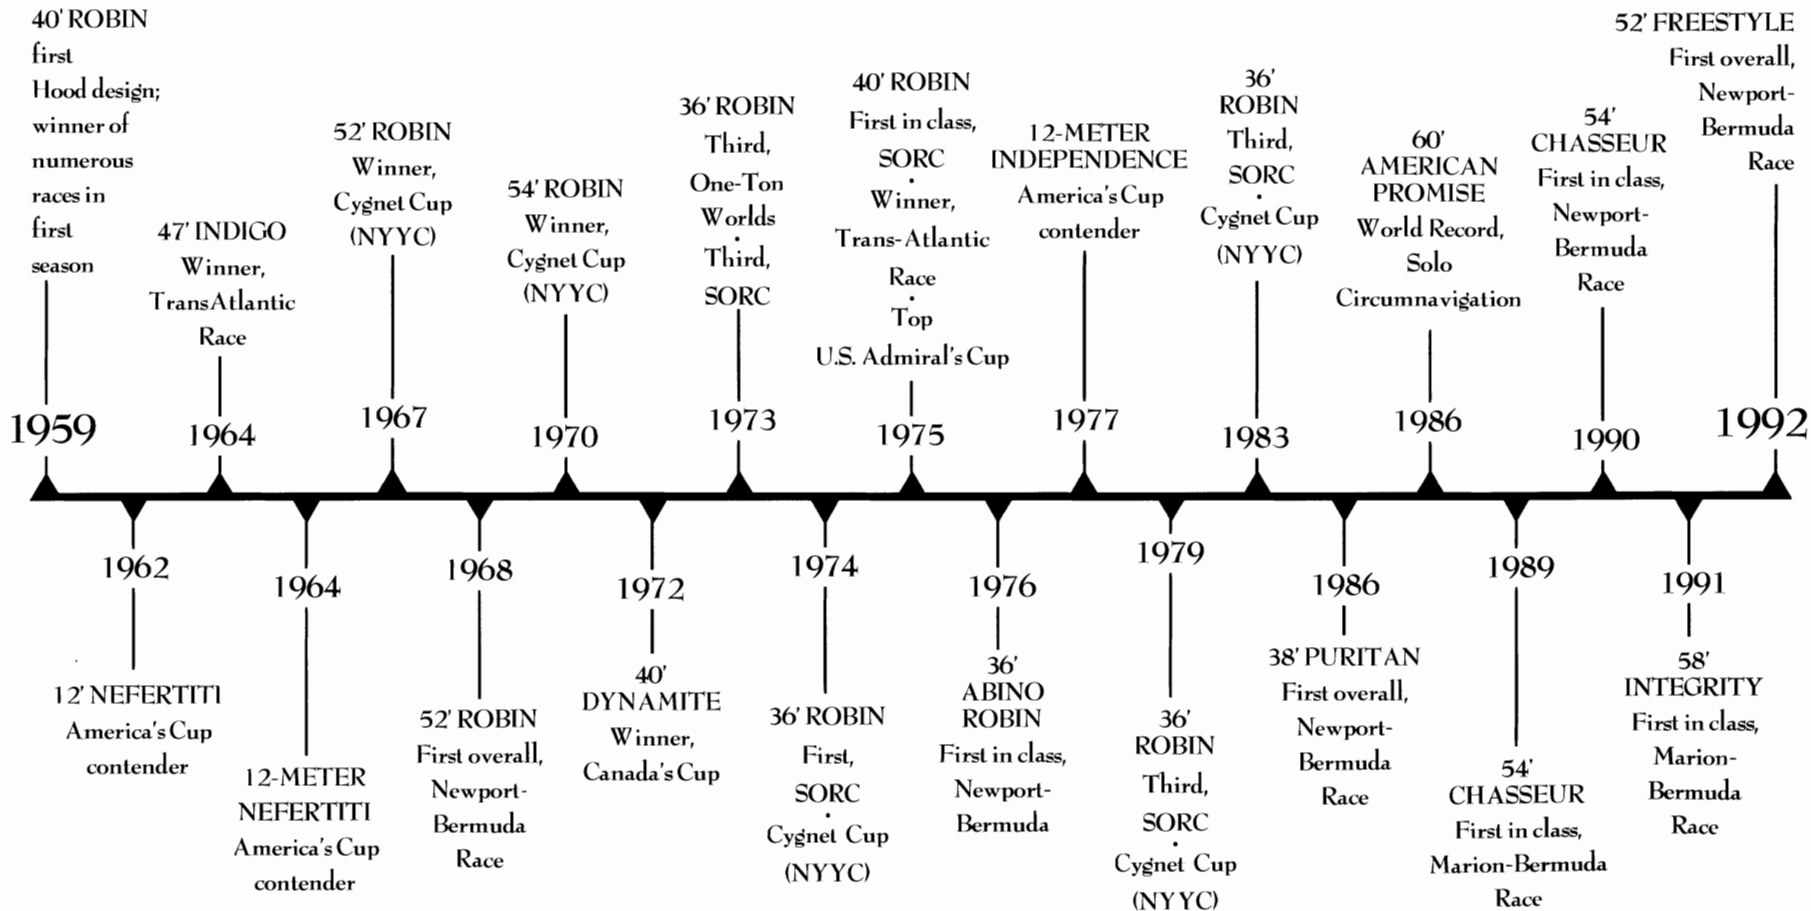 40' ROBIN
first
Hood design;
winner of
numerous
races in
first
season
1959
12' NEFERTITI
America's Cup
contender
1962
47' INDIGO
Winner,
TransAtlantic
Race
1964
1964
12-METER
NEFERTITI
America's Cup
contender
52' ROBIN
Winner,
Cygnet Cup
(NYYC)
1967
1968
52' ROBIN
First overall,
Newport-
Bermuda
Race
54' ROBIN
Winner,
Cygnet Cup
(NYYC)
1970
1972
40'
DYNAMITE
Winner,
Canada's Cup
36' ROBIN
Third,
One-Ton
Worlds
·
Third,
SORC
1973
1974
36' ROBIN
First,
SORC
·
Cygnet Cup
(NYYC)
40' ROBIN
First in class,
SORC
·
Winner,
Trans-Atlantic
Race
·
Top
U.S. Admiral's Cup
1975
1976
36'
ABINO
ROBIN
First in class,
Newport-
Bermuda
12-METER
INDEPENDENCE
America's Cup
contender
1977
1979
36'
ROBIN
Third,
SORC
·
Cygnet Cup
(NYYC)
36'
ROBIN
Third,
SORC
·
Cygnet Cup
(NYYC)
1983
1986
38' PURITAN
First overall,
Newport-
Bermuda
Race
60'
AMERICAN
PROMISE
World Record,
Solo
Circumnavigation
1986
1989
54'
CHASSEUR
First in class,
Marion-Bermuda
Race
54'
CHASSEUR
First in class,
Newport-
Bermuda
Race
1990
1991
58'
INTEGRITY
First in class,
Marion-
Bermuda
Race
52' FREESTYLE
First overall,
Newport-
Bermuda
Race
1992